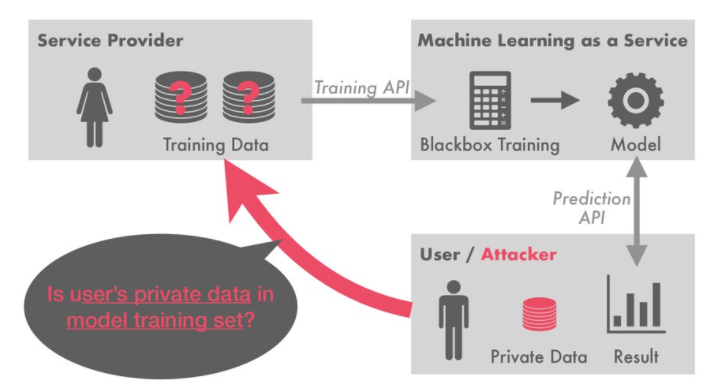 Service Provider
? ?
Training Data
Training API
Machine Learning as a Service
Blackbox Training
Model
Prediction
API
User / Attacker
Private Data
Result
Is user's private data in
model training set?